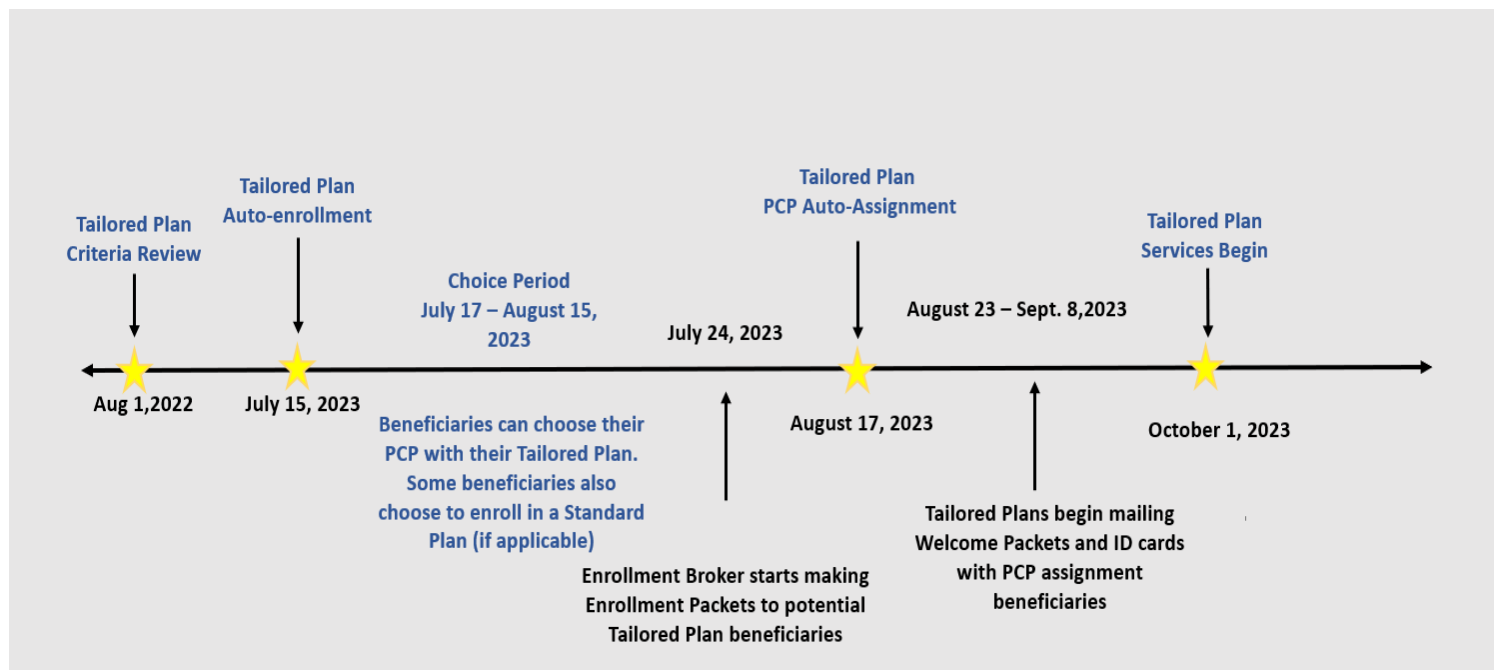 Tailored Plan
Criteria Review
Aug 1,2022
Tailored Plan
Auto-enrollment
July 15, 2023
Choice Period
July 17 – August 15,
2023
Beneficiaries can choose their
PCP with their Tailored Plan.
Some beneficiaries also
choose to enroll in a Standard
Plan (if applicable)
July 24, 2023
Enrollment Broker starts making
Enrollment Packets to potential
Tailored Plan beneficiaries
Tailored Plan
PCP Auto-Assignment
August 17, 2023
August 23 – Sept. 8,2023
Tailored Plans begin mailing
Welcome Packets and ID cards
with PCP assignment
beneficiaries
Tailored Plan
Services Begin
October 1, 2023